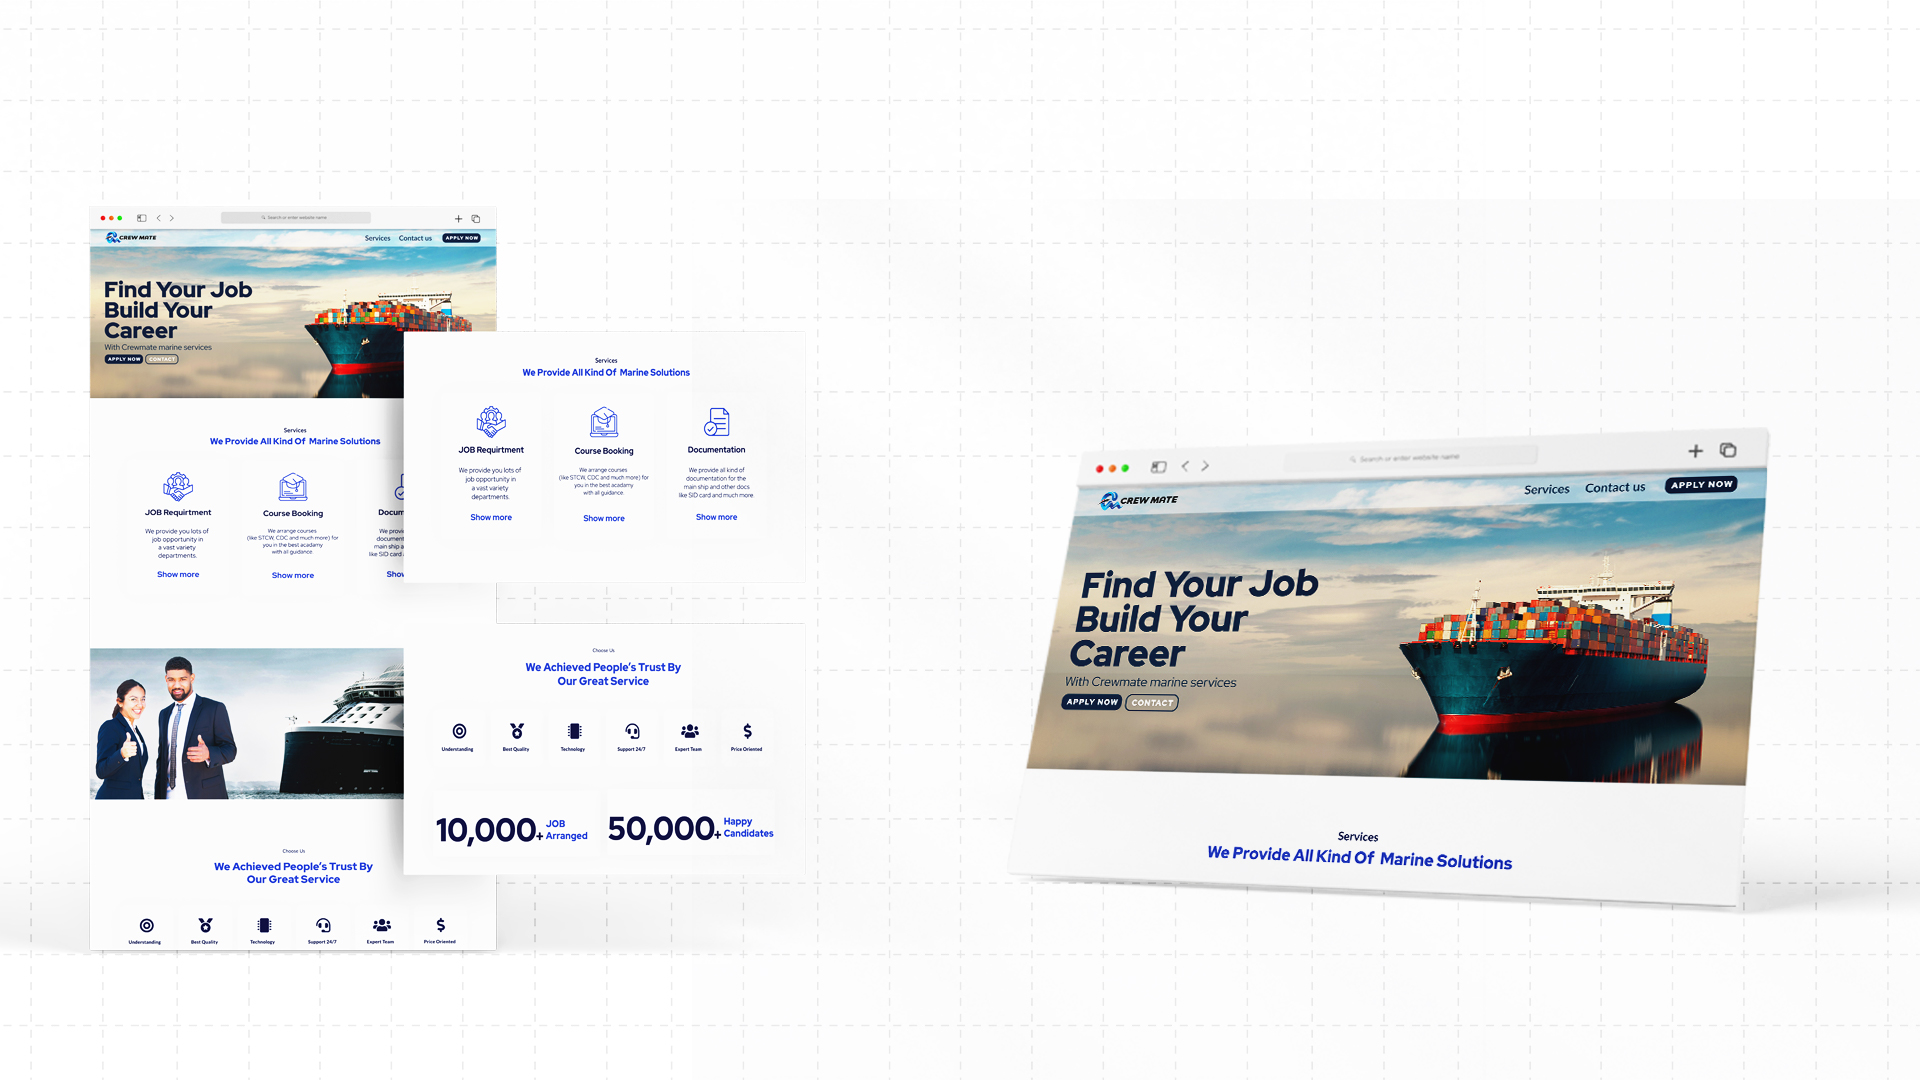 Search or enter website name
CREW MATE
Services
Contact us
APPLY NOW
Find Your Job
Build Your
Career
With Crewmate marine services
APPLY NOW
CONTACT
Services
We Provide All Kind Of Marine Solutions
JOB Requirtment
We provide you lots of
job opportunity in
a vast variety
departments.
Show more
Course Booking
We arrange courses
(like STCW, CDC and much more) for
you in the best acadamy
with all guidance.
Show more
Docum
We provi
document
main ship a
like SID card
Show
Choose Us
We Achieved People's Trust By
Our Great Service
Understanding
Best Quality
Technology
Support 24/7
Expert Team
Price Oriented
Services
We Provide All Kind Of Marine Solutions
JOB Requirtment
We provide you lots of
job opportunity in
a vast variety
departments.
Show more
Course Booking
We arrange courses
(like STCW, CDC and much more) for
you in the best acadamy
with all guidance.
Show more
Documentation
We provide all kind of
documentation for the
main ship and other docs
like SID card and much more.
Show more
Choose Us
We Achieved People's Trust By
Our Great Service
Understanding
Best Quality
Technology
Support 24/7
Expert Team
Price Oriented
10,000+
JOB
Arranged
50,000+
Happy
Candidates
Search or enter website name
CREW MATE
Services
Contact us
APPLY NOW
Find Your Job
Build Your
Career
With Crewmate marine services
APPLY NOW
CONTACT
Services
We Provide All Kind Of Marine Solutions